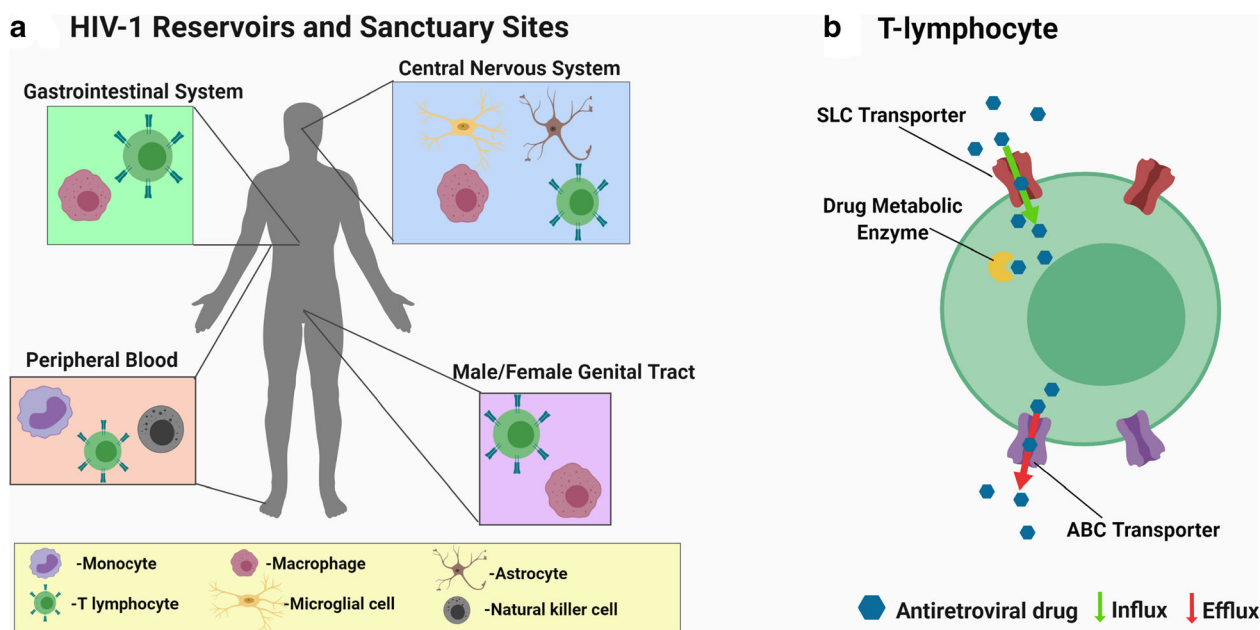 a HIV-1 Reservoirs and Sanctuary Sites
Gastrointestinal System
Central Nervous System
Peripheral Blood
Male/Female Genital Tract
-Monocyte
-Macrophage
-Astrocyte
-T lymphocyte
-Microglial cell
-Natural killer cell
b T-lymphocyte
SLC Transporter
Drug Metabolic
Enzyme
ABC Transporter
Antiretroviral drug
Influx
Efflux